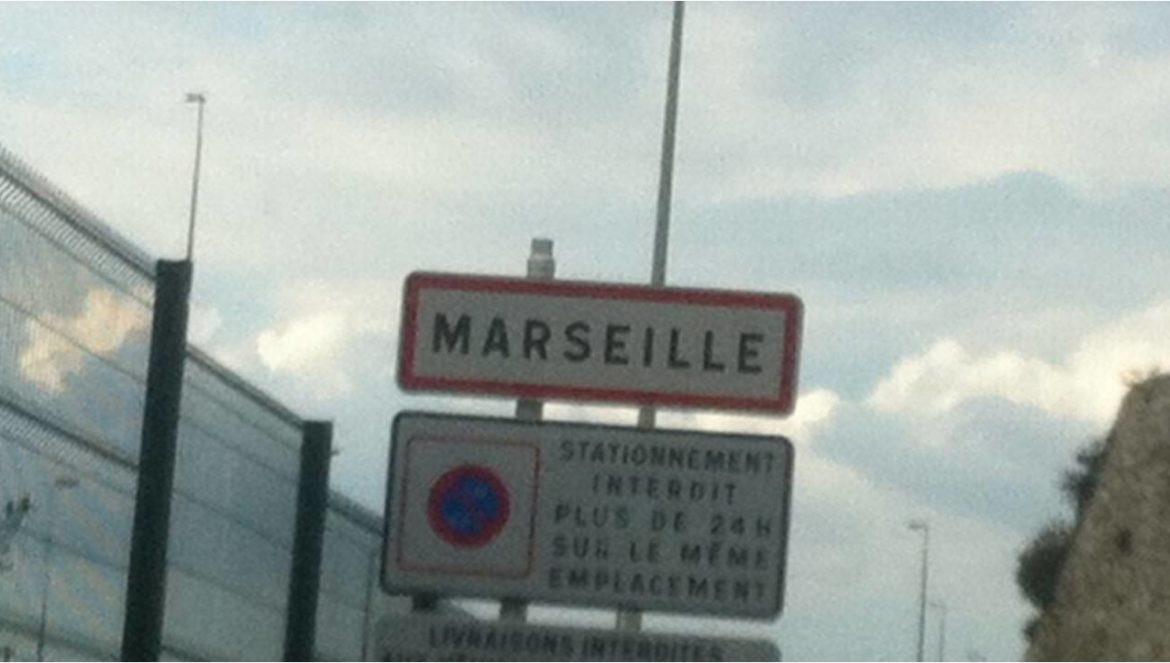 MARSEILLE
STATIONNEMENT
INTERDIT
PLUS DE 24H
SUR LE MÊME
EMPLACEMENT
LIVRAISONS INTERDITES